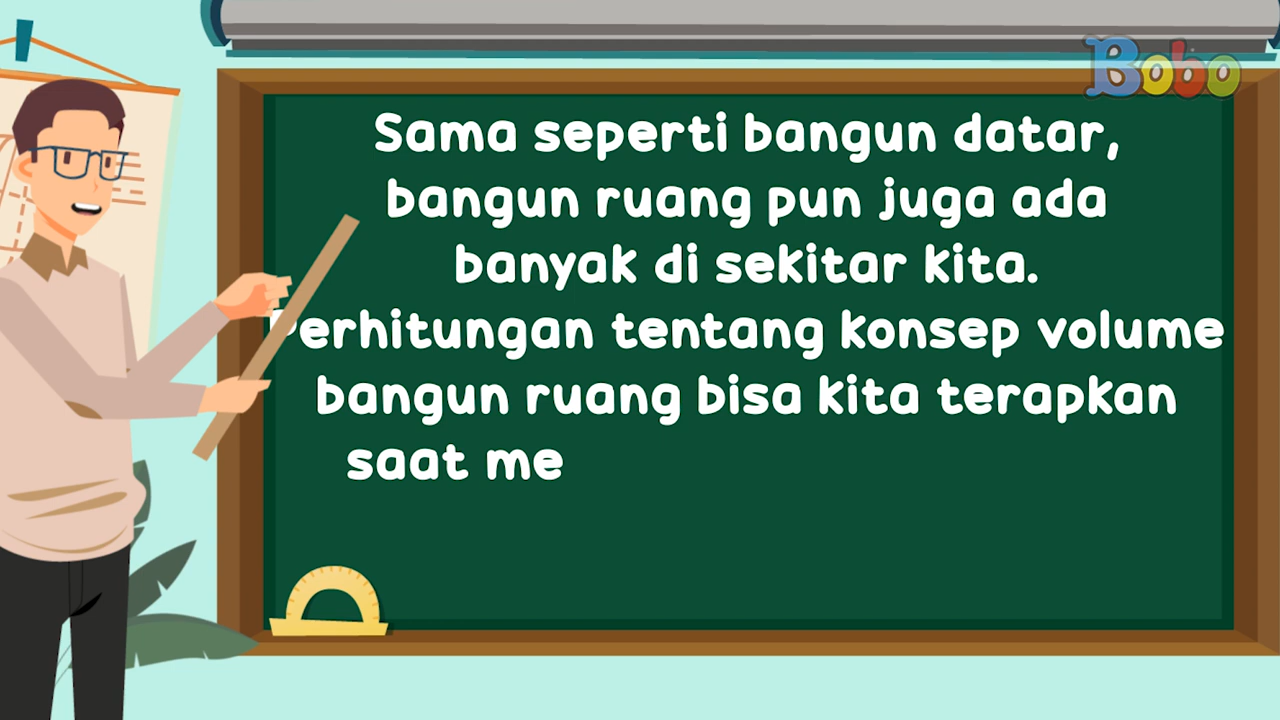 Bobo
Sama seperti bangun datar,
bangun ruang pun juga ada
banyak di sekitar kita.
Perhitungan tentang konsep volume
bangun ruang bisa kita terapkan
saat me